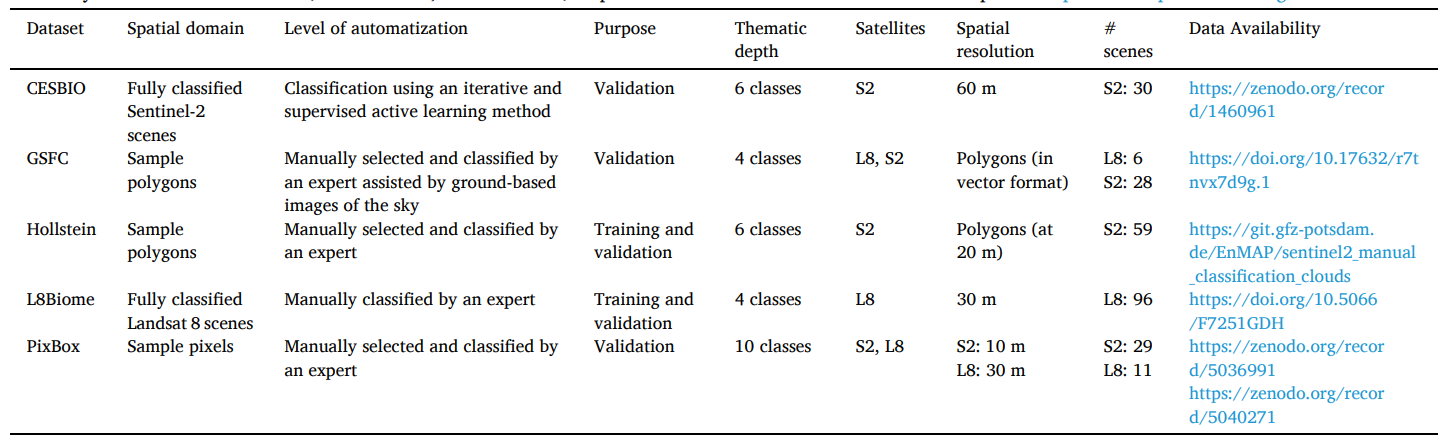 Dataset Spatial domain Level of automatization Purpose Thematic depth Satellites Spatial resolution # scenes Data Availability
CESBIO Fully classified Sentinel-2 scenes Classification using an iterative and supervised active learning method Validation 6 classes S2 60 m S2: 30 https://zenodo.org/recor d/1460961
GSFC Sample polygons Manually selected and classified by an expert assisted by ground-based images of the sky Validation 4 classes L8, S2 Polygons (in vector format) L8: 6 S2: 28 https://doi.org/10.17632/r7t nvx7d9g.1
Hollstein Sample polygons Manually selected and classified by an expert Training and validation 6 classes S2 Polygons (at 20 m) S2: 59 https://git.gfz-potsdam. de/EnMAP/sentinel2_manual _classification_clouds
L8Biome Fully classified Landsat 8 scenes Manually classified by an expert Training and validation 4 classes L8 30 m L8: 96 https://doi.org/10.5066 /F7251GDH
PixBox Sample pixels Manually selected and classified by an expert Validation 10 classes S2, L8 S2: 10 m L8: 30 m S2: 29 L8: 11 https://zenodo.org/recor d/5036991 https://zenodo.org/recor d/5040271